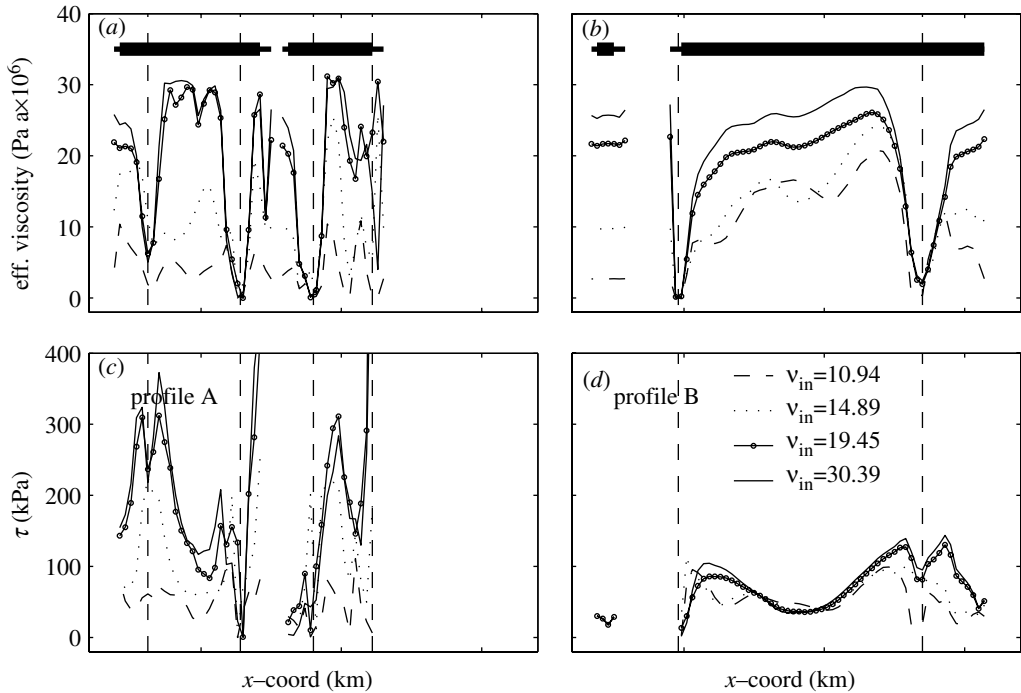 (a)
(b)
40
30
20
10
0
eff. viscosity (Pa a×10⁶)
(c)
profile A
400
300
200
100
0
τ (kPa)
x–coord (km)
(d)
profile B
ν_in=10.94
ν_in=14.89
ν_in=19.45
ν_in=30.39
x–coord (km)